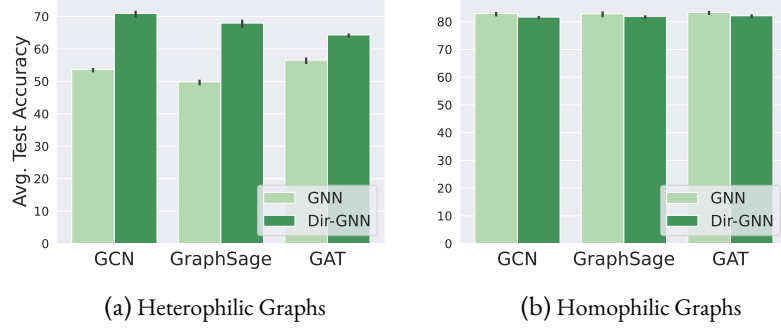 Avg. Test Accuracy
70
60
50
40
30
20
10
0
GCN
GraphSage
GAT
GNN
Dir-GNN
(a) Heterophilic Graphs
80
70
60
50
40
30
20
10
0
GCN
GraphSage
GAT
GNN
Dir-GNN
(b) Homophilic Graphs